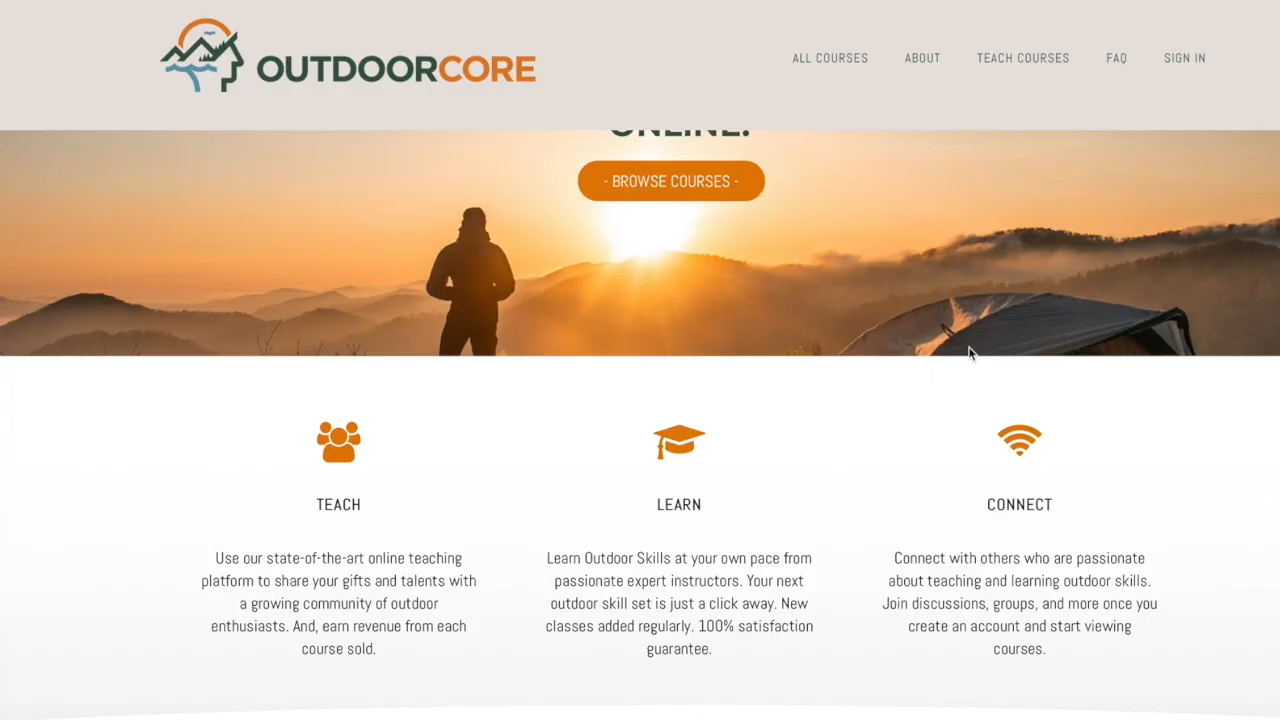 OUTDOORCORE
ALL COURSES
ABOUT
TEACH COURSES
FAQ
SIGN IN
ONLINE!
- BROWSE COURSES -
TEACH
Use our state-of-the-art online teaching
platform to share your gifts and talents with
a growing community of outdoor
enthusiasts. And, earn revenue from each
course sold.
LEARN
Learn Outdoor Skills at your own pace from
passionate expert instructors. Your next
outdoor skill set is just a click away. New
classes added regularly. 100% satisfaction
guarantee.
CONNECT
Connect with others who are passionate
about teaching and learning outdoor skills.
Join discussions, groups, and more once you
create an account and start viewing
courses.